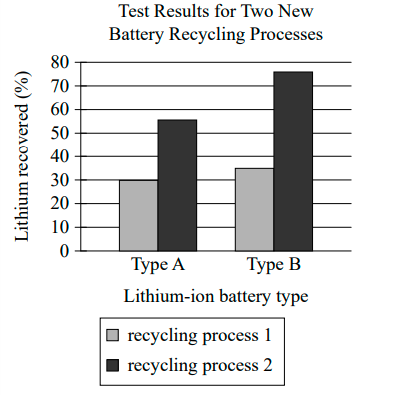 Test Results for Two New
Battery Recycling Processes
Lithium recovered (%)
80
70
60
50
40
30
20
10
0
Type A Type B
Lithium-ion battery type
recycling process 1
recycling process 2